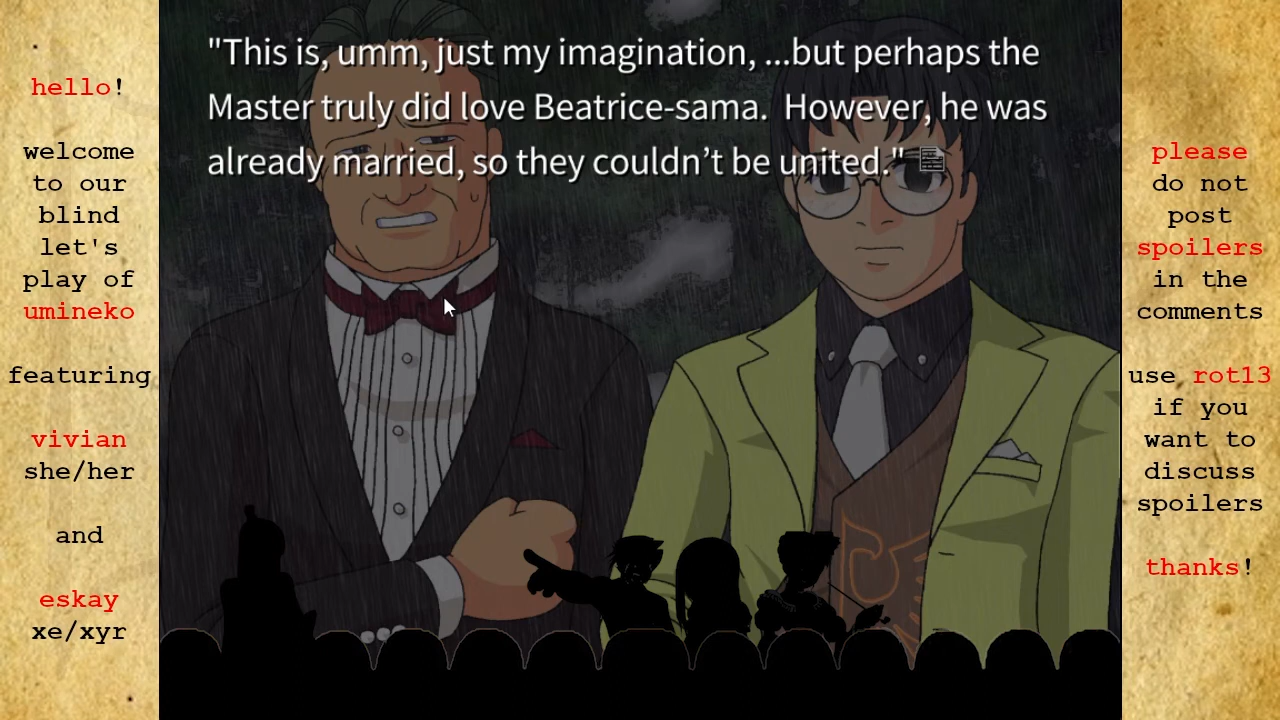 hello!
welcome
to our
blind
let's
play of
umineko
featuring
vivian
she/her
and
eskay
xe/xyr
"This is, umm, just my imagination, ...but perhaps the
Master truly did love Beatrice-sama.  However, he was
already married, so they couldn’t be united."
please
do not
post
spoilers
in the
comments
use rot13
if you
want to
discuss
spoilers
thanks!